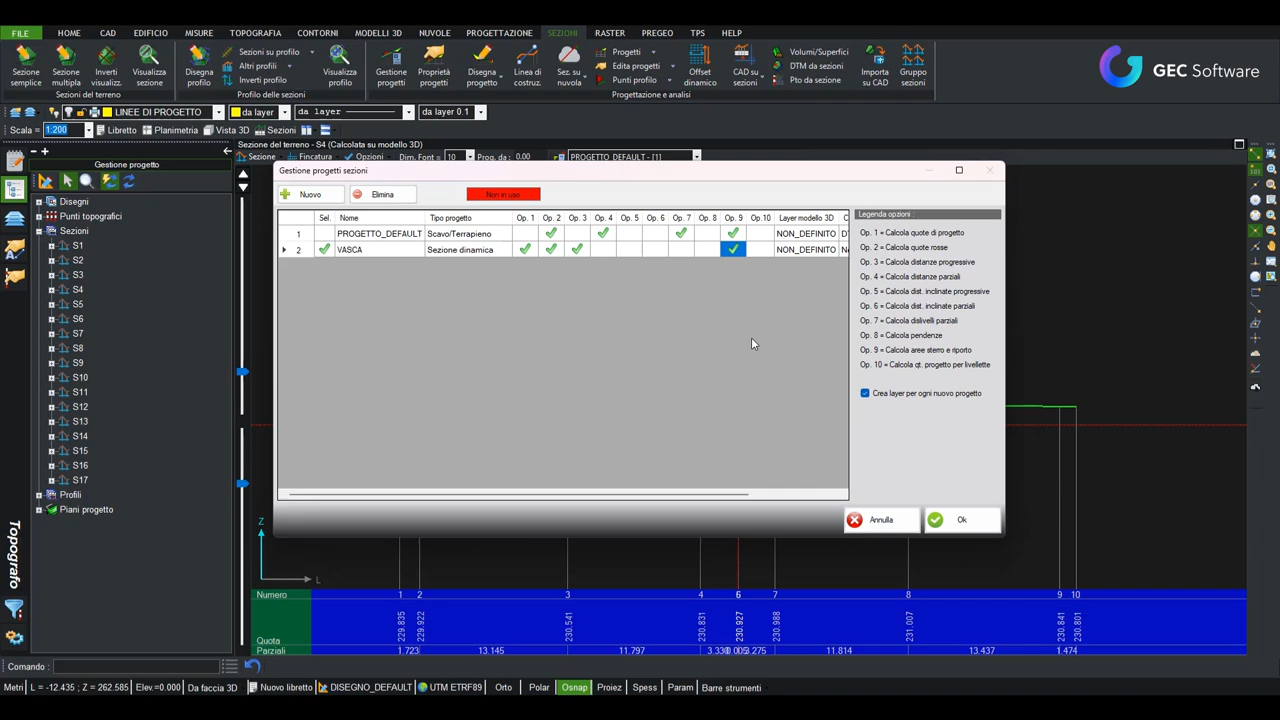 FILE HOME CAD EDIFICIO MISURE TOPOGRAFIA CONTORNI MODELLI 3D NUVOLE PROGETTAZIONE SEZIONI RASTER PREGEO TPS HELP
Sezione semplice Sezione multipla Inverti visualiz. Visualizza sezione
Sezioni del terreno
Disegna profilo Sezioni su profilo Altri profili Inverti profili Visualizza profilo
Profilo delle sezioni
Gestione progetti Proprietà progetti Disegna progetto Linea di costruz. Sez. su nuvola Progetti Edita progetti Punti profilo Offset dinamico CAD su sezioni Volumi/Superfici DTM da sezioni Pto da sezione
Progettazione e analisi
Importa su CAD Gruppo sezioni
GEC Software
LINEE DI PROGETTO da layer da layer da layer 0.1
Scala = 1:200 Libretto Planimetria Vista 3D Sezioni
Sezione del terreno - S4 (Calcolata su modello 3D)
Sezione Fincatura Opzioni Dim. Font = 10 Prog. da : 0.00 PROGETTO_DEFAULT - [1]
Gestione progetto
Disegni
Punti topografici
Sezioni
S1
S2
S3
S4
S5
S6
S7
S8
S9
S10
S11
S12
S13
S14
S15
S16
S17
Profili
Piani progetto
Topografo
Gestione progetti sezioni
Nuovo Elimina Non in uso
Sel. Nome Tipo progetto Op. 1 Op. 2 Op. 3 Op. 4 Op. 5 Op. 6 Op. 7 Op. 8 Op. 9 Op.10 Layer modello 3D
1 PROGETTO_DEFAULT Scavo/Terrapieno NON_DEFINITO
2 VASCA Sezione dinamica NON_DEFINITO
Legenda opzioni :
Op. 1 = Calcola quote di progetto
Op. 2 = Calcola quote rosse
Op. 3 = Calcola distanze progressive
Op. 4 = Calcola distanze parziali
Op. 5 = Calcola dist. inclinate progressive
Op. 6 = Calcola dist. inclinate parziali
Op. 7 = Calcola dislivelli parziali
Op. 8 = Calcola pendenze
Op. 9 = Calcola aree sterro e riporto
Op. 10 = Calcola qt. progetto per livellette
Crea layer per ogni nuovo progetto
Annulla Ok
Z
L
Numero 1 2 3 4 6 7 8 9 10
Quota 229.835 229.922 230.541 230.831 230.927 230.988 231.007 230.841 230.801
Parziali 1.723 13.145 11.797 11.814 13.437 1.474
Comando :
Metri L = -12.435; Z = 262.585 Elev.=0.000 Da faccia 3D Nuovo libretto DISEGNO_DEFAULT UTM ETRF89 Orto Polar Osnap Proiez Spess Param Barre strumenti